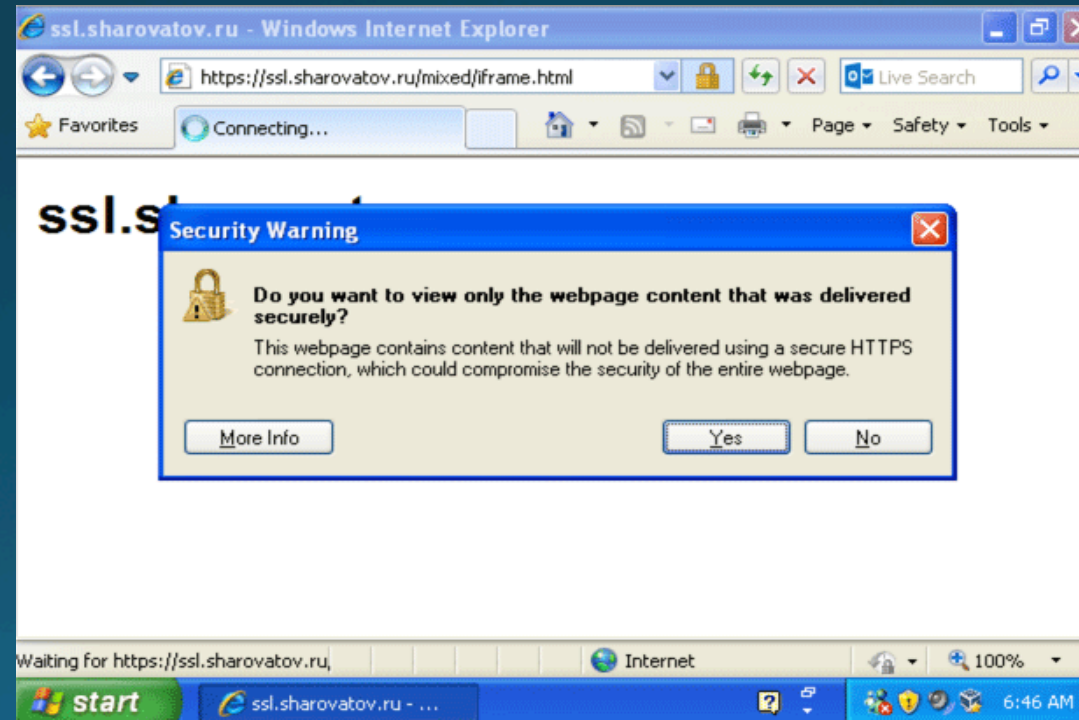 ssl.sharovatov.ru - Windows Internet Explorer
https://ssl.sharovatov.ru/mixed/iframe.html
Live Search
Favorites
Connecting...
Page
Safety
Tools
ssl.s
Security Warning
Do you want to view only the webpage content that was delivered
securely?
This webpage contains content that will not be delivered using a secure HTTPS
connection, which could compromise the security of the entire webpage.
More Info
Yes
No
Waiting for https://ssl.sharovatov.ru,
Internet
100%
start
ssl.sharovatov.ru - ...
6:46 AM